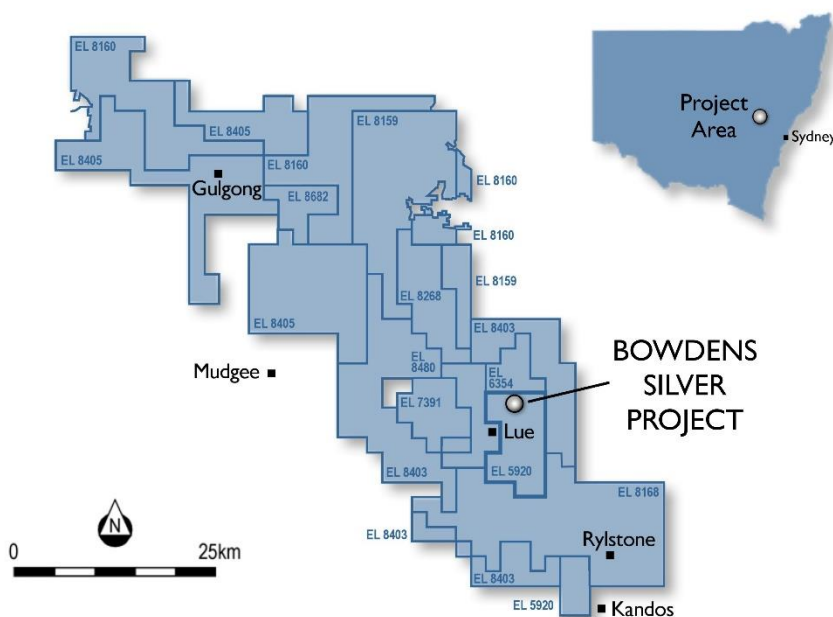 EL 8160
EL 8405
EL 8159
EL 8405
EL 8160
EL 8160
Gulgong
EL 8682
EL 8160
EL 8159
EL 8268
EL 8405
EL 8403
Mudgee
EL
8480
EL
6354
EL 7391
Lue
BOWDENS
SILVER
PROJECT
EL 5920
EL 8403
EL 8168
EL 8403
Rylstone
EL 8403
EL 5920
Kandos
N
0
25km
Project
Area
Sydney